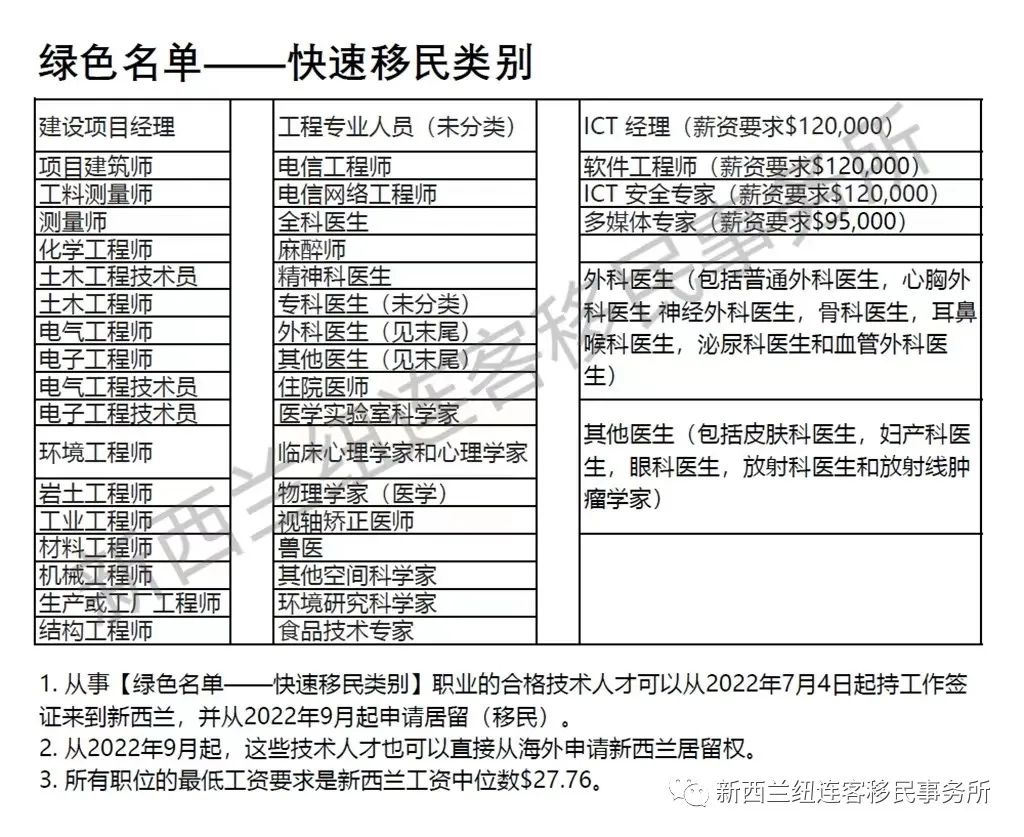 绿色名单——快速移民类别
建设项目经理
项目建筑师
工料测量师
测量师
化学工程师
土木工程技术员
土木工程师
电气工程师
电子工程师
电气工程技术员
电子工程技术员
环境工程师
岩土工程师
工业工程师
材料工程师
机械工程师
生产或工厂工程师
结构工程师
工程专业人员（未分类）
电信工程师
电信网络工程师
全科医生
麻醉师
精神科医生
专科医生（未分类）
外科医生（见末尾）
其他医生（见末尾）
住院医师
医学实验室科学家
临床心理学家和心理学家
物理学家（医学）
视轴矫正医师
兽医
其他空间科学家
环境研究科学家
食品技术专家
ICT 经理（薪资要求$120,000）
软件工程师（薪资要求$120,000）
ICT 安全专家（薪资要求$120,000）
多媒体专家（薪资要求$95,000）
外科医生（包括普通外科医生，心胸外
科医生 神经外科医生，骨科医生，耳鼻
喉科医生，泌尿科医生和血管外科医
生）
其他医生（包括皮肤科医生，妇产科医
生，眼科医生，放射科医生和放射线肿
瘤学家）
1. 从事【绿色名单——快速移民类别】职业的合格技术人才可以从2022年7月4日起持工作签
证来到新西兰，并从2022年9月起申请居留（移民）。
2. 从2022年9月起，这些技术人才也可以直接从海外申请新西兰居留权。
3. 所有职位的最低工资要求是新西兰工资中位数$27.76。
新西兰纽连客移民事务所
新西兰纽连客移民事务所